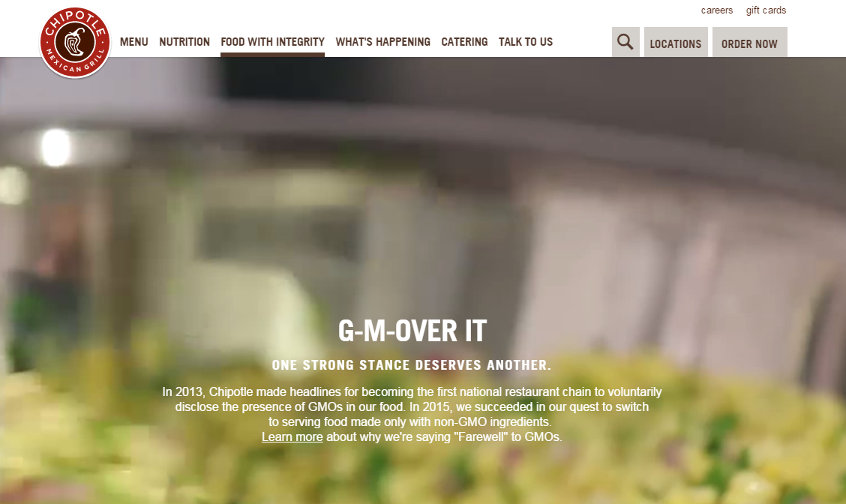 careers gift cards
CHIPOTLE
MEXICAN GRILL
MENU NUTRITION FOOD WITH INTEGRITY WHAT'S HAPPENING CATERING TALK TO US LOCATIONS ORDER NOW
G-M-OVER IT
ONE STRONG STANCE DESERVES ANOTHER.
In 2013, Chipotle made headlines for becoming the first national restaurant chain to voluntarily
disclose the presence of GMOs in our food. In 2015, we succeeded in our quest to switch
to serving food made only with non-GMO ingredients.
Learn more about why we're saying "Farewell" to GMOs.